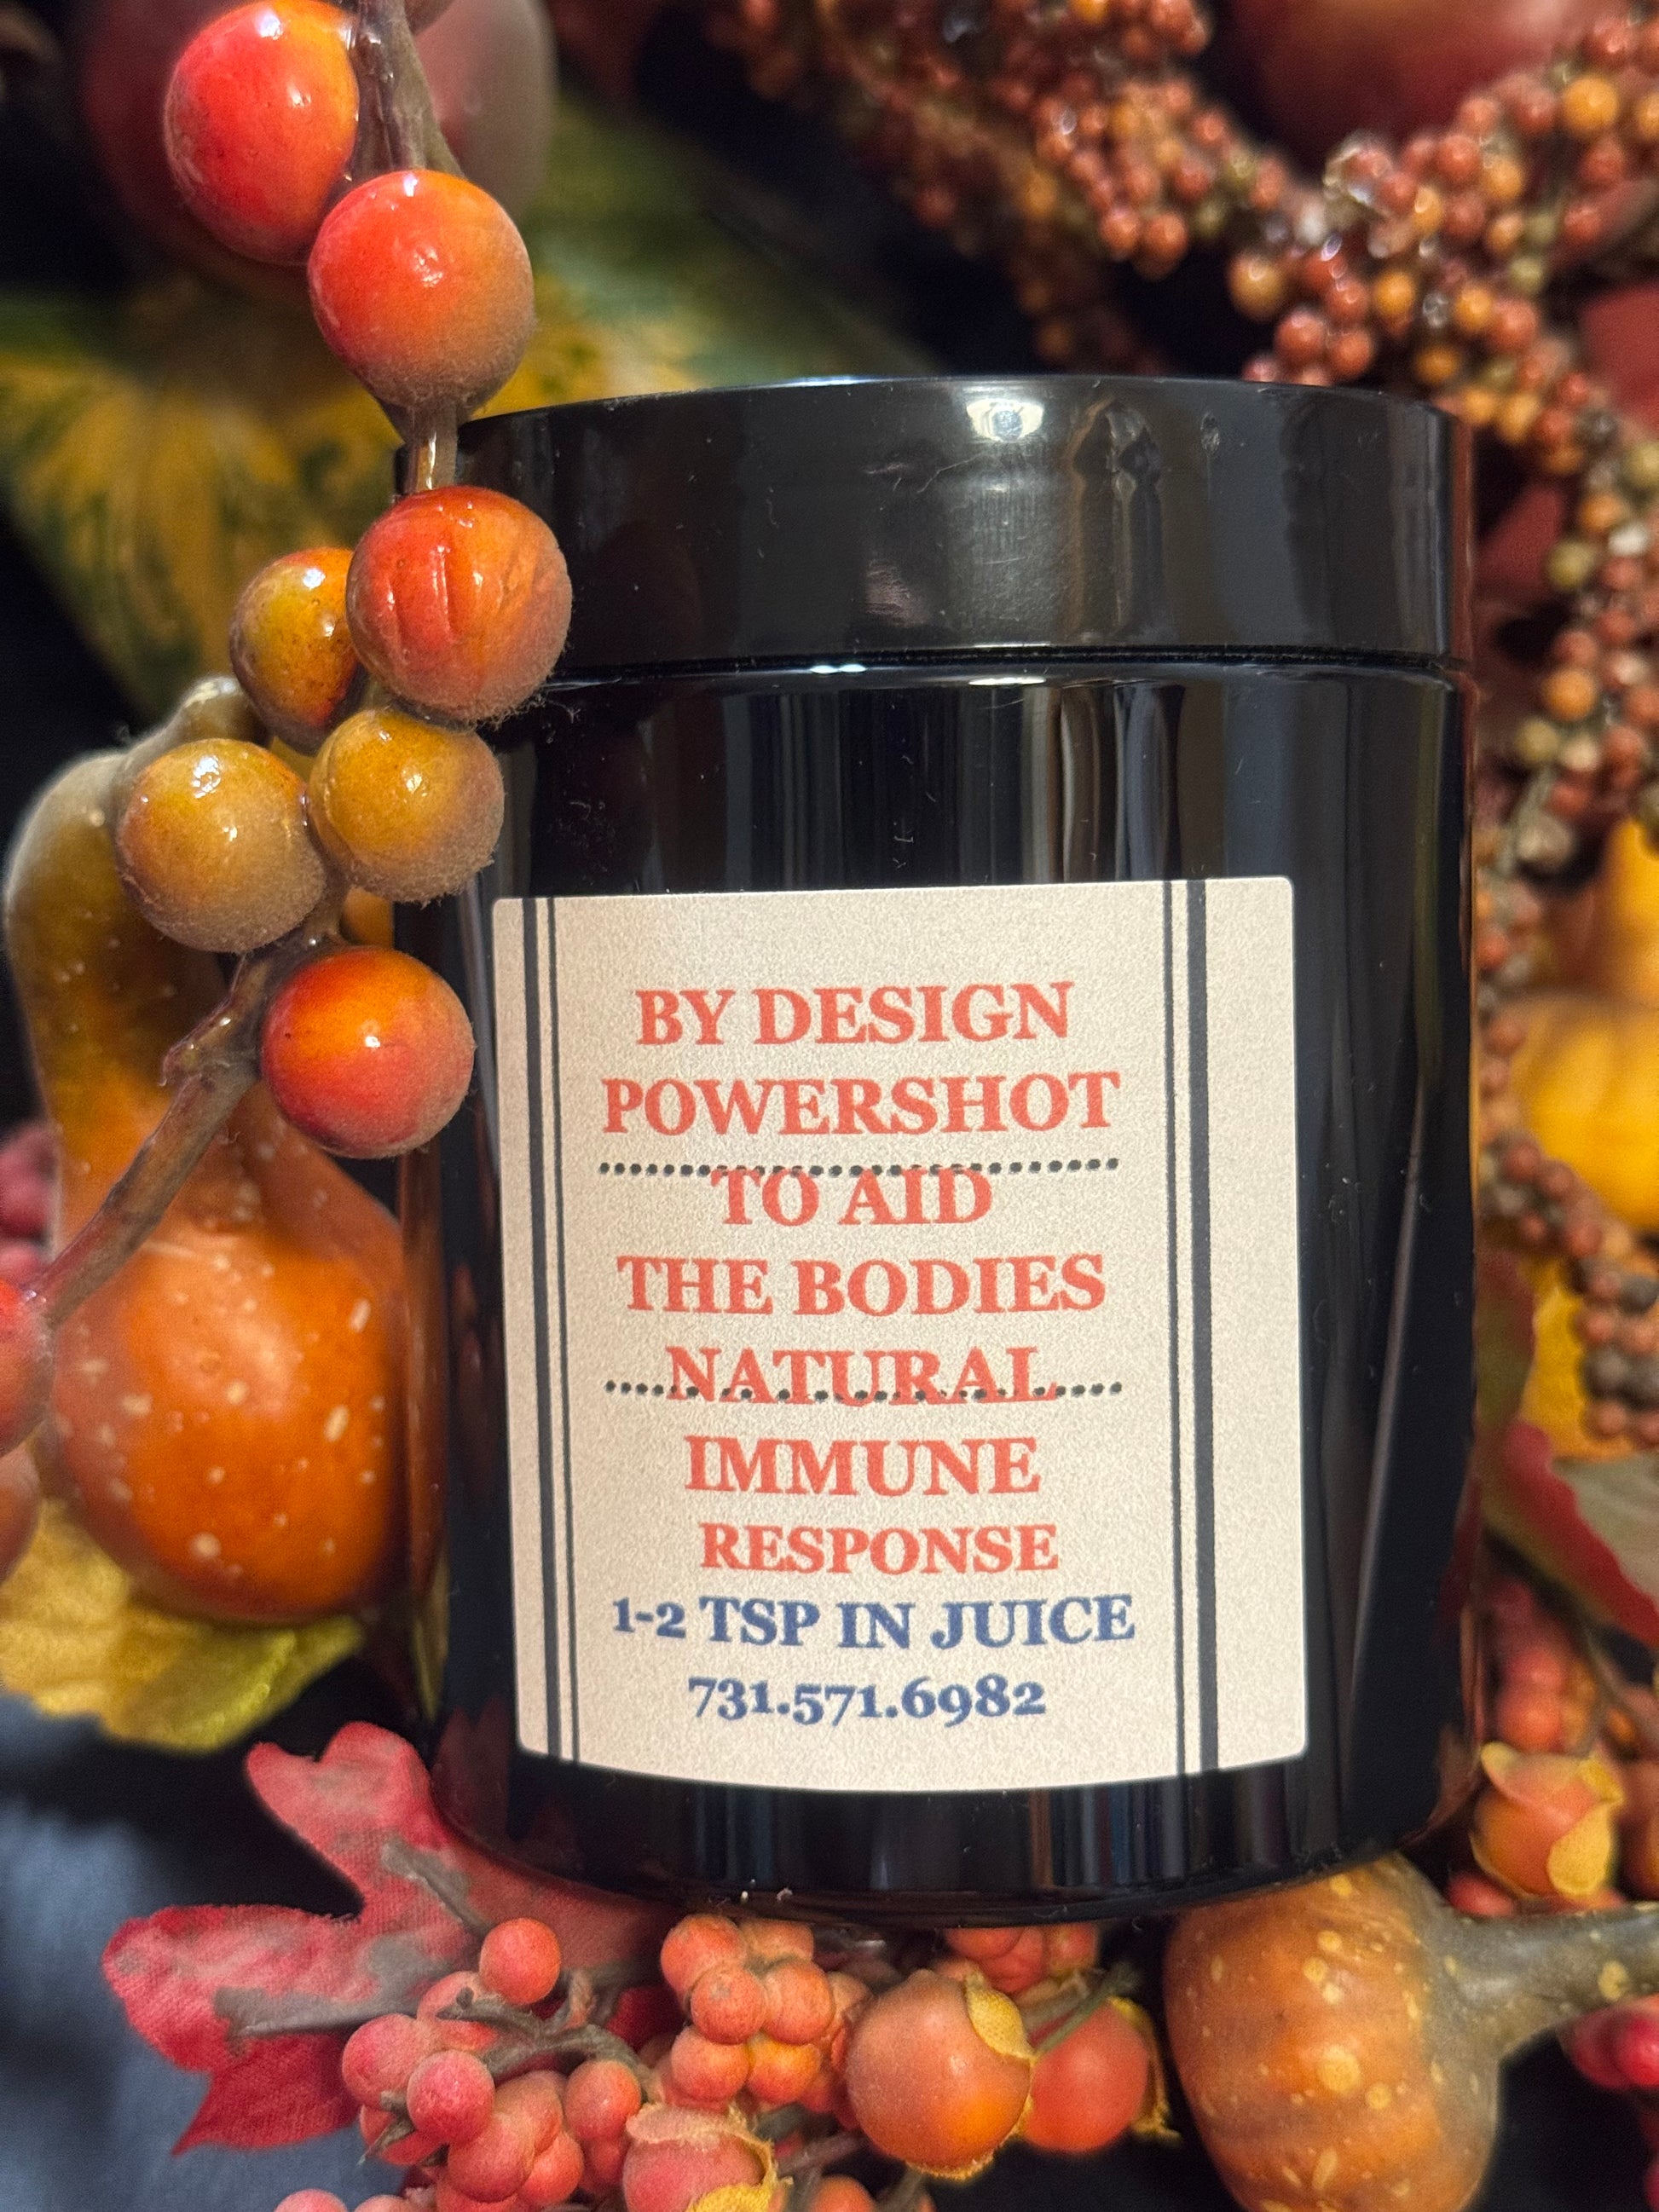 BY DESIGN
POWERSHOT
TO AID
THE BODIES
NATURAL
IMMUNE
RESPONSE
1-2 TSP IN JUICE
731.571.6982